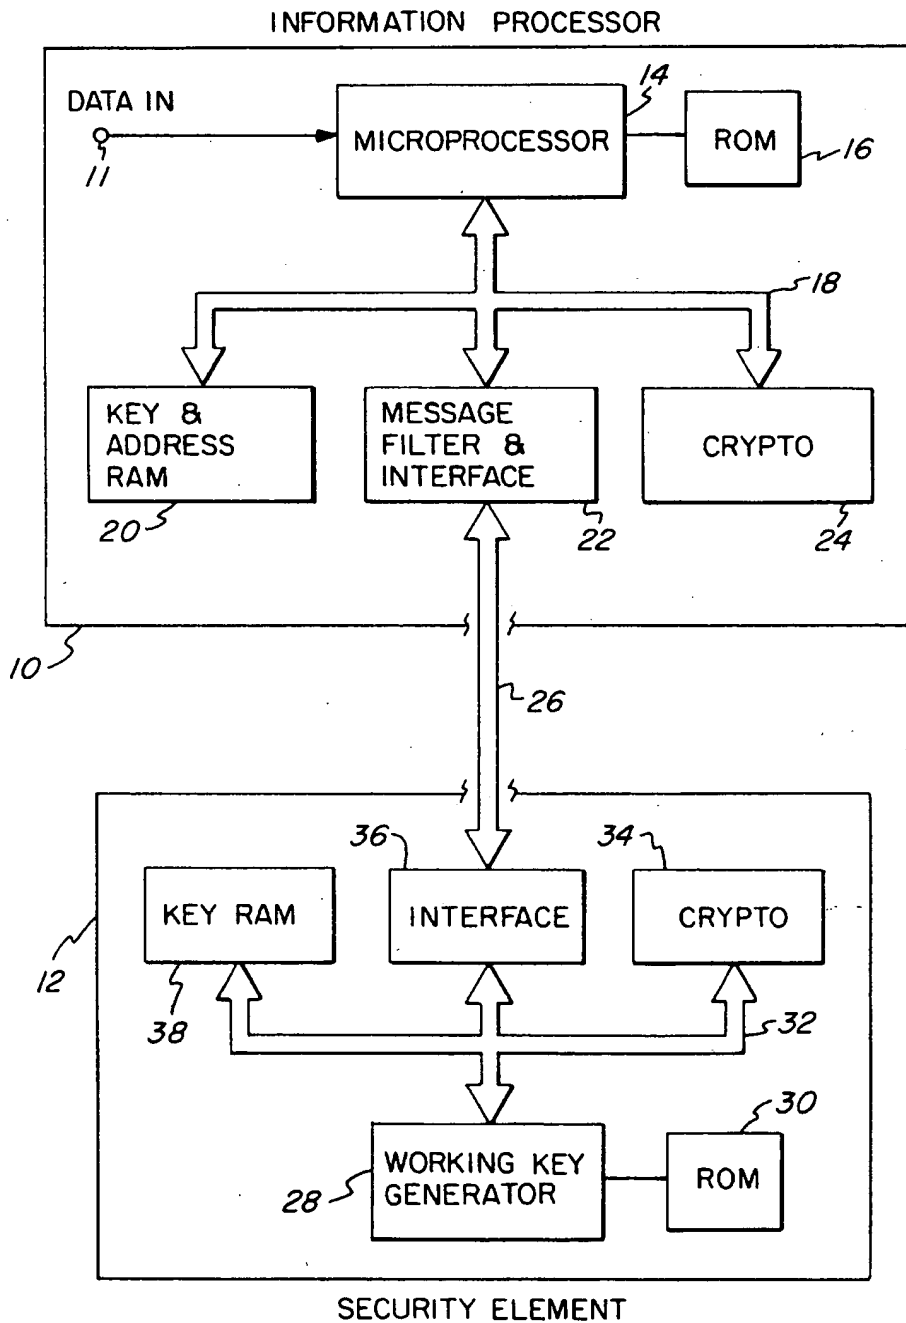 INFORMATION PROCESSOR
DATA IN
11
MICROPROCESSOR
14
ROM
16
18
KEY &
ADDRESS
RAM
20
MESSAGE
FILTER &
INTERFACE
22
CRYPTO
24
10
26
36
34
KEY RAM
38
INTERFACE
CRYPTO
12
32
30
WORKING KEY
GENERATOR
28
ROM
SECURITY ELEMENT